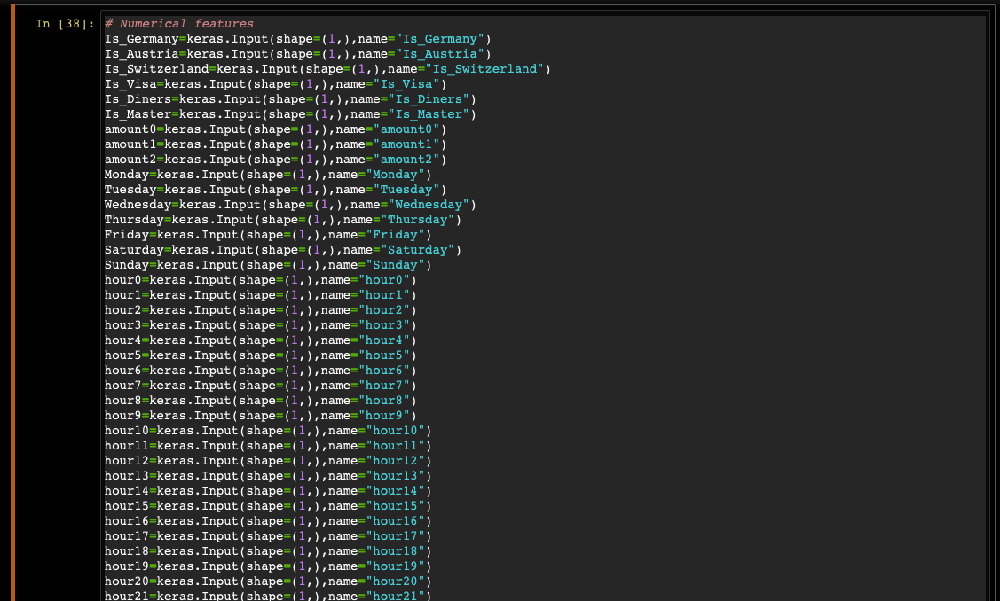 In [38]: # Numerical features
Is_Germany=keras.Input(shape=(1,),name="Is_Germany")
Is_Austria=keras.Input(shape=(1,),name="Is_Austria")
Is_Switzerland=keras.Input(shape=(1,),name="Is_Switzerland")
Is_Visa=keras.Input(shape=(1,),name="Is_Visa")
Is_Diners=keras.Input(shape=(1,),name="Is_Diners")
Is_Master=keras.Input(shape=(1,),name="Is_Master")
amount0=keras.Input(shape=(1,),name="amount0")
amount1=keras.Input(shape=(1,),name="amount1")
amount2=keras.Input(shape=(1,),name="amount2")
Monday=keras.Input(shape=(1,),name="Monday")
Tuesday=keras.Input(shape=(1,),name="Tuesday")
Wednesday=keras.Input(shape=(1,),name="Wednesday")
Thursday=keras.Input(shape=(1,),name="Thursday")
Friday=keras.Input(shape=(1,),name="Friday")
Saturday=keras.Input(shape=(1,),name="Saturday")
Sunday=keras.Input(shape=(1,),name="Sunday")
hour0=keras.Input(shape=(1,),name="hour0")
hour1=keras.Input(shape=(1,),name="hour1")
hour2=keras.Input(shape=(1,),name="hour2")
hour3=keras.Input(shape=(1,),name="hour3")
hour4=keras.Input(shape=(1,),name="hour4")
hour5=keras.Input(shape=(1,),name="hour5")
hour6=keras.Input(shape=(1,),name="hour6")
hour7=keras.Input(shape=(1,),name="hour7")
hour8=keras.Input(shape=(1,),name="hour8")
hour9=keras.Input(shape=(1,),name="hour9")
hour10=keras.Input(shape=(1,),name="hour10")
hour11=keras.Input(shape=(1,),name="hour11")
hour12=keras.Input(shape=(1,),name="hour12")
hour13=keras.Input(shape=(1,),name="hour13")
hour14=keras.Input(shape=(1,),name="hour14")
hour15=keras.Input(shape=(1,),name="hour15")
hour16=keras.Input(shape=(1,),name="hour16")
hour17=keras.Input(shape=(1,),name="hour17")
hour18=keras.Input(shape=(1,),name="hour18")
hour19=keras.Input(shape=(1,),name="hour19")
hour20=keras.Input(shape=(1,),name="hour20")
hour21=keras.Input(shape=(1,),name="hour21")